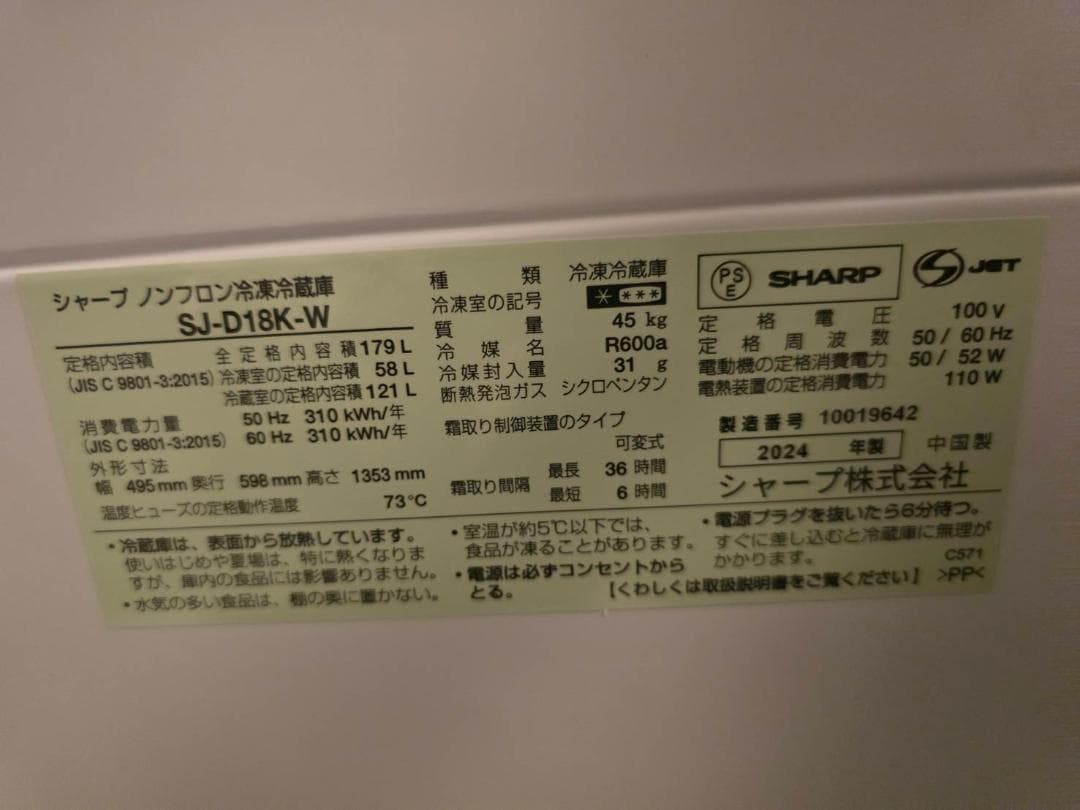 シャープ ノンフロン冷凍冷蔵庫
SJ-D18K-W
定格内容積 全定格内容積 179 L
(JIS C 9801-3:2015) 冷凍室の定格内容積 58 L
冷蔵室の定格内容積 121 L
消費電力量 50 Hz 310 kWh/年
(JIS C 9801-3:2015) 60 Hz 310 kWh/年
外形寸法
幅 495 mm 奥行 598 mm 高さ 1353 mm
温度ヒューズの定格動作温度 73℃
種類 冷凍冷蔵庫
冷凍室の記号 * ***
質量 45 kg
冷媒名 R600a
冷媒封入量 31 g
断熱発泡ガス シクロペンタン
霜取り制御装置のタイプ
可変式
霜取り間隔 最長 36 時間
最短 6 時間
PS E SHARP JET
定格電圧 100 V
定格周波数 50 / 60 Hz
電動機の定格消費電力 50 / 52 W
電熱装置の定格消費電力 110 W
製造番号 10019642
2024 年製 中国製
シャープ株式会社
・冷蔵庫は、表面から放熱しています。
使いはじめや夏場は、特に熱くなりま
すが、庫内の食品には影響ありません。
・水気の多い食品は、棚の奥に置かない。
・室温が約5℃以下では、
食品が凍ることがあります。
・電源は必ずコンセントから
とる。
・電源プラグを抜いたら6分待つ。
すぐに差し込むと冷蔵庫に無理が
かかります。 C571
【くわしくは取扱説明書をご覧ください】 >PP<